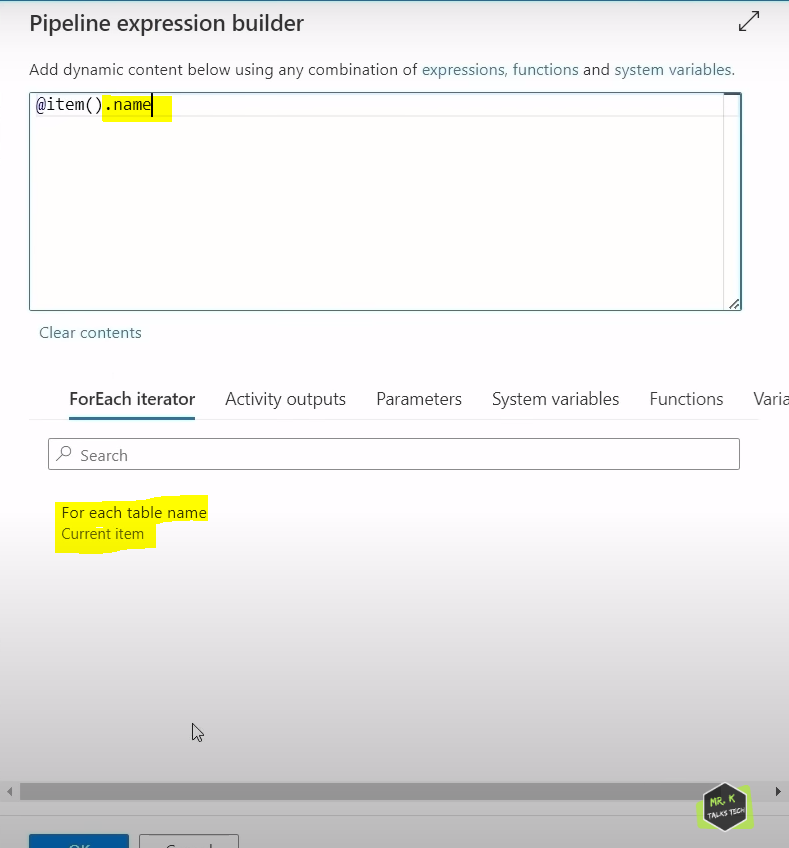 Pipeline expression builder
Add dynamic content below using any combination of expressions, functions and system variables.
@item().name
Clear contents
ForEach iterator Activity outputs Parameters System variables Functions Varia
Search
For each table name
Current item
MR. K
TALKS TECH
OK Cancel